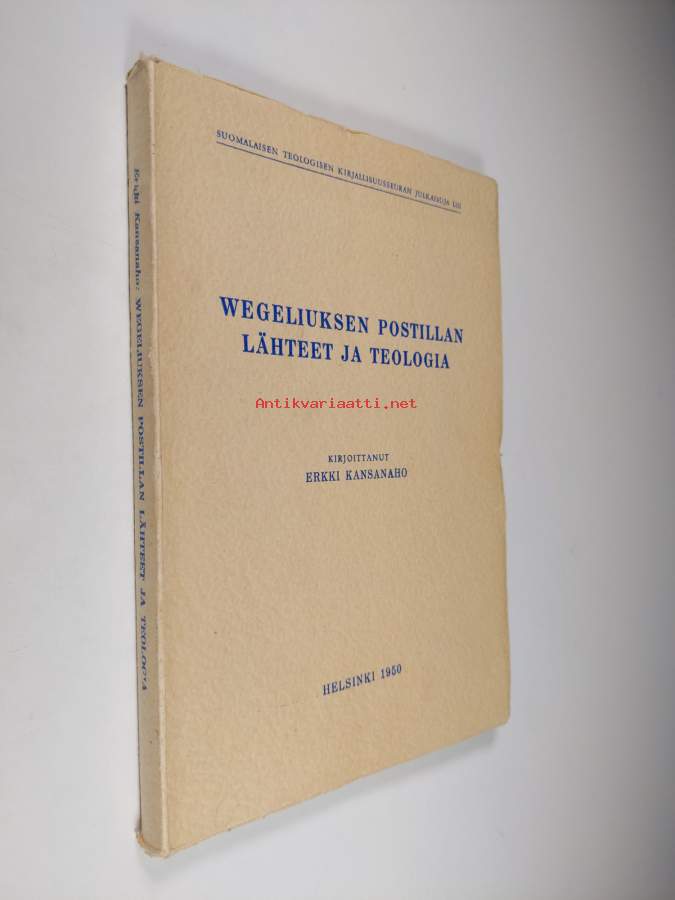 SUOMALAISEN TEOLOGISEN KIRJALLISUUSSEURAN JULKAISUJA LIII
WEGELIUKSEN POSTILLAN
LÄHTEET JA TEOLOGIA
Antikvariaatti.net
KIRJOITTANUT
ERKKI KANSANAHO
HELSINKI 1950
Erkki Kansanaho: WEGELIUKSEN POSTILLAN LÄHTEET JA TEOLOGIA